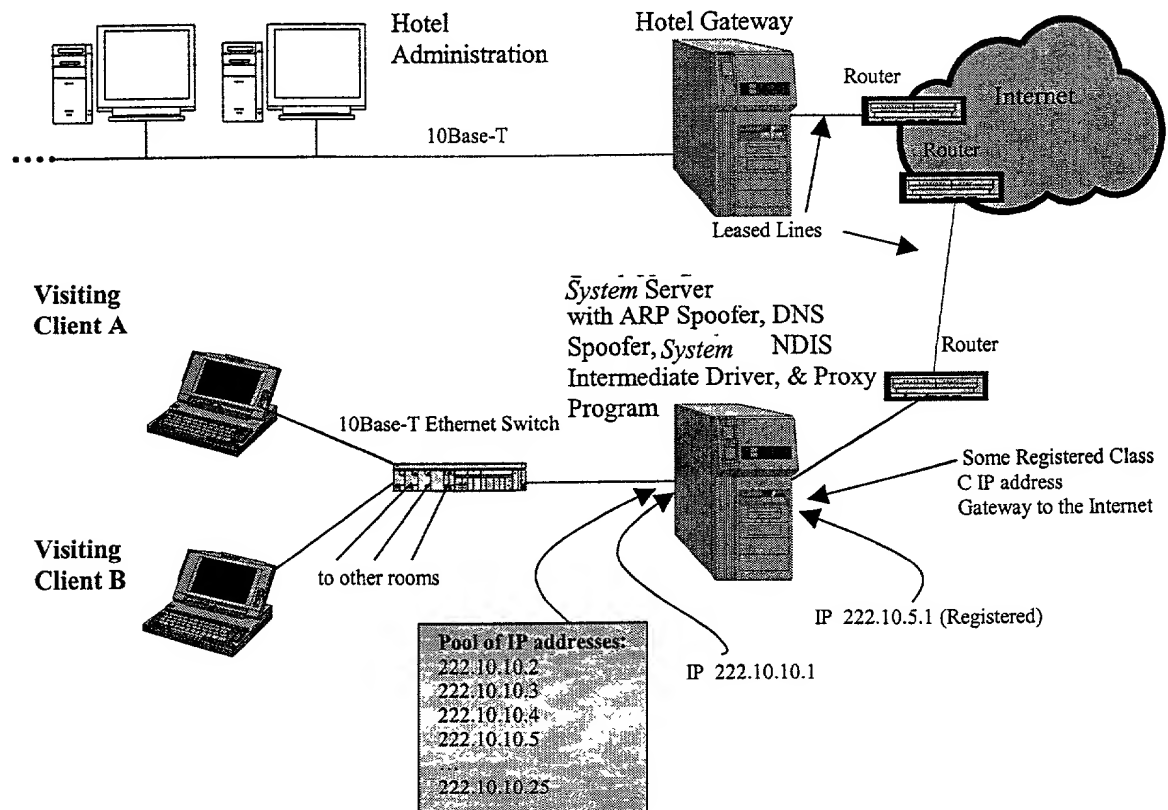 Hotel
Administration
Hotel Gateway
Router
Internet
10Base-T
Router
Leased Lines
Visiting
Client A
System Server
with ARP Spoofer, DNS
Spoofer, System NDIS
Intermediate Driver, & Proxy
Program
Router
10Base-T Ethernet Switch
Some Registered Class
C IP address
Gateway to the Internet
Visiting
Client B
to other rooms
IP 222.10.5.1 (Registered)
Pool of IP addresses:
222.10.10.2
222.10.10.3
222.10.10.4
222.10.10.5
...
222.10.10.25
IP 222.10.10.1